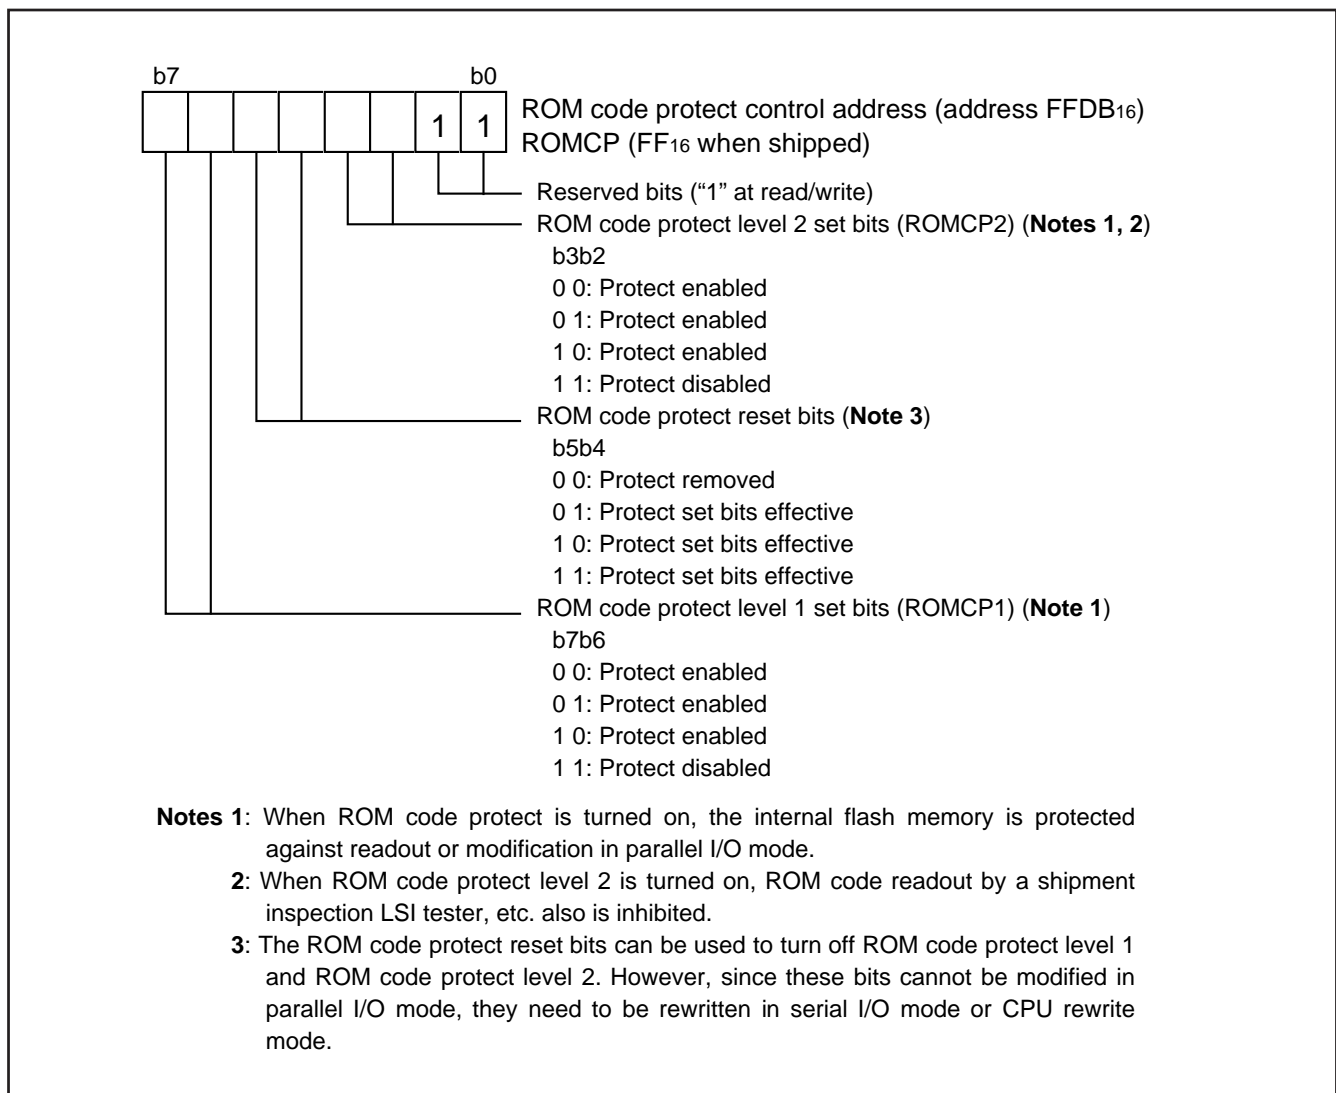 b7 b0
1 1
ROM code protect control address (address FFDB16)
ROMCP (FF16 when shipped)
Reserved bits (“1” at read/write)
ROM code protect level 2 set bits (ROMCP2) (Notes 1, 2)
b3b2
0 0: Protect enabled
0 1: Protect enabled
1 0: Protect enabled
1 1: Protect disabled
ROM code protect reset bits (Note 3)
b5b4
0 0: Protect removed
0 1: Protect set bits effective
1 0: Protect set bits effective
1 1: Protect set bits effective
ROM code protect level 1 set bits (ROMCP1) (Note 1)
b7b6
0 0: Protect enabled
0 1: Protect enabled
1 0: Protect enabled
1 1: Protect disabled
Notes 1: When ROM code protect is turned on, the internal flash memory is protected
against readout or modification in parallel I/O mode.
2: When ROM code protect level 2 is turned on, ROM code readout by a shipment
inspection LSI tester, etc. also is inhibited.
3: The ROM code protect reset bits can be used to turn off ROM code protect level 1
and ROM code protect level 2. However, since these bits cannot be modified in
parallel I/O mode, they need to be rewritten in serial I/O mode or CPU rewrite
mode.